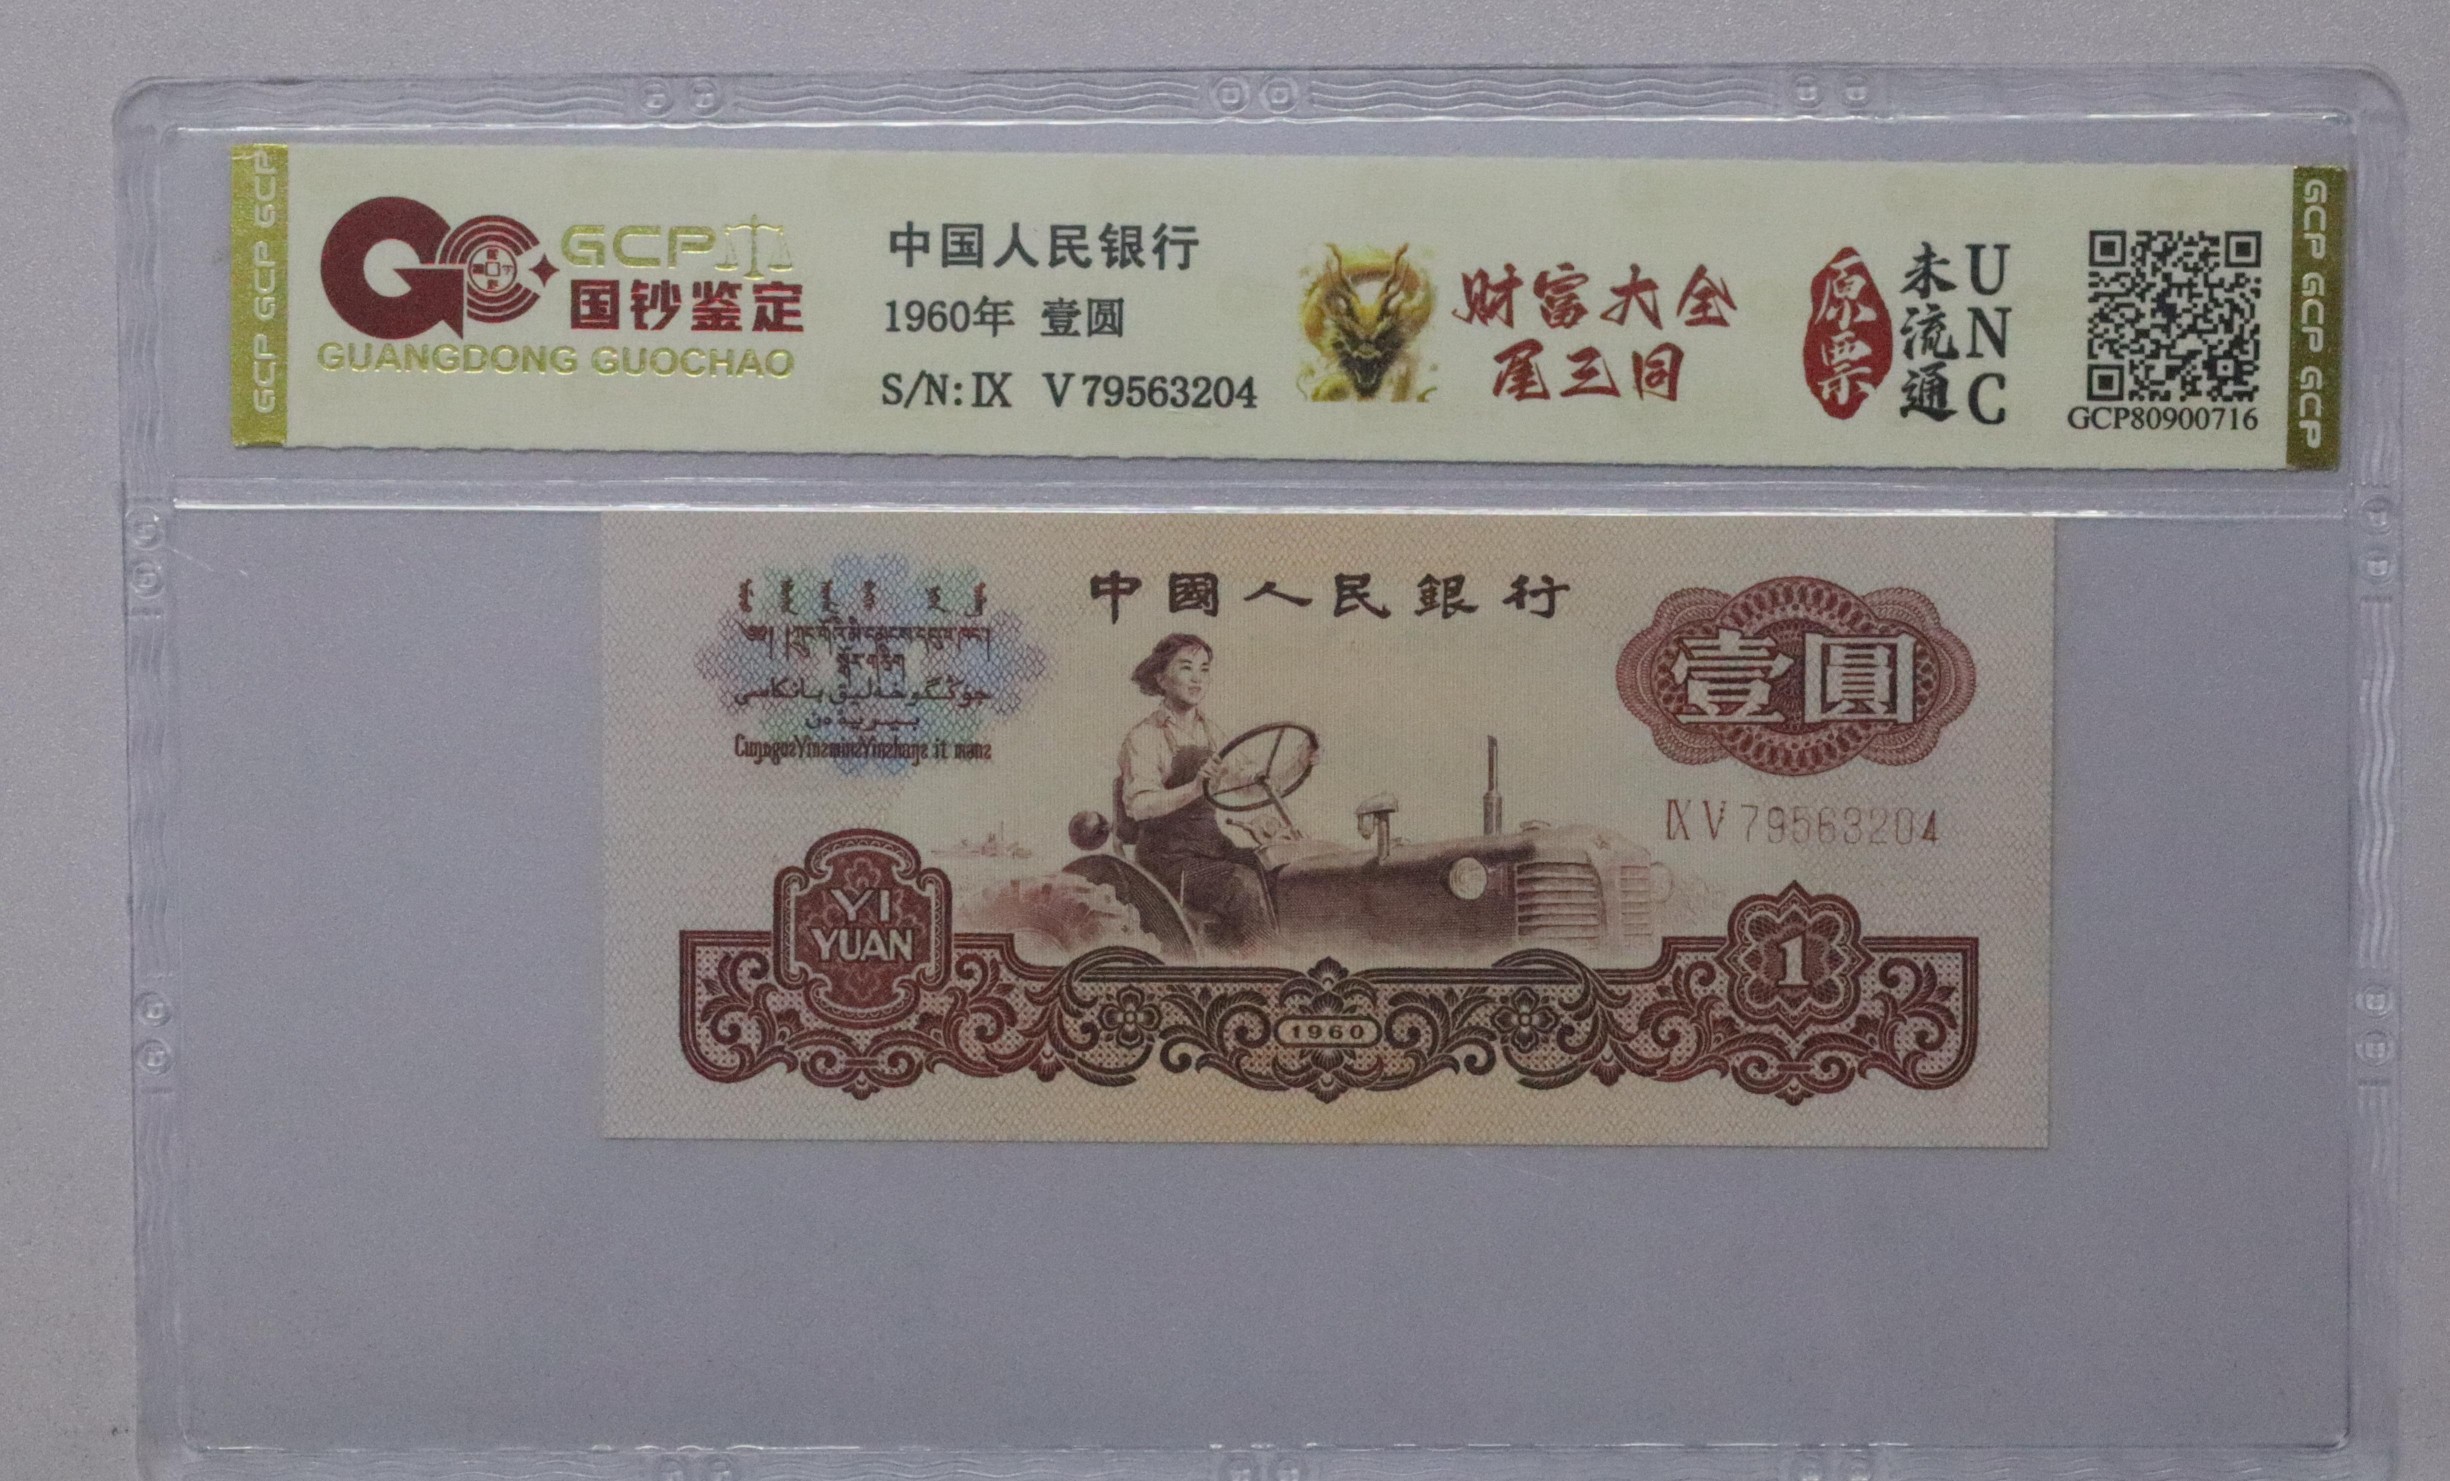 GCP GCP GCP
GCP
国钞鉴定
GUANGDONG GUOCHAO
中国人民银行
1960年 壹圆
S/N: IX V 79563204
财富大全
尾三同
原票
未流通
UNC
GCP80900716
GCP GCP GCP
中國人民銀行
壹圓
IX V 79563204
YI
YUAN
1
1960